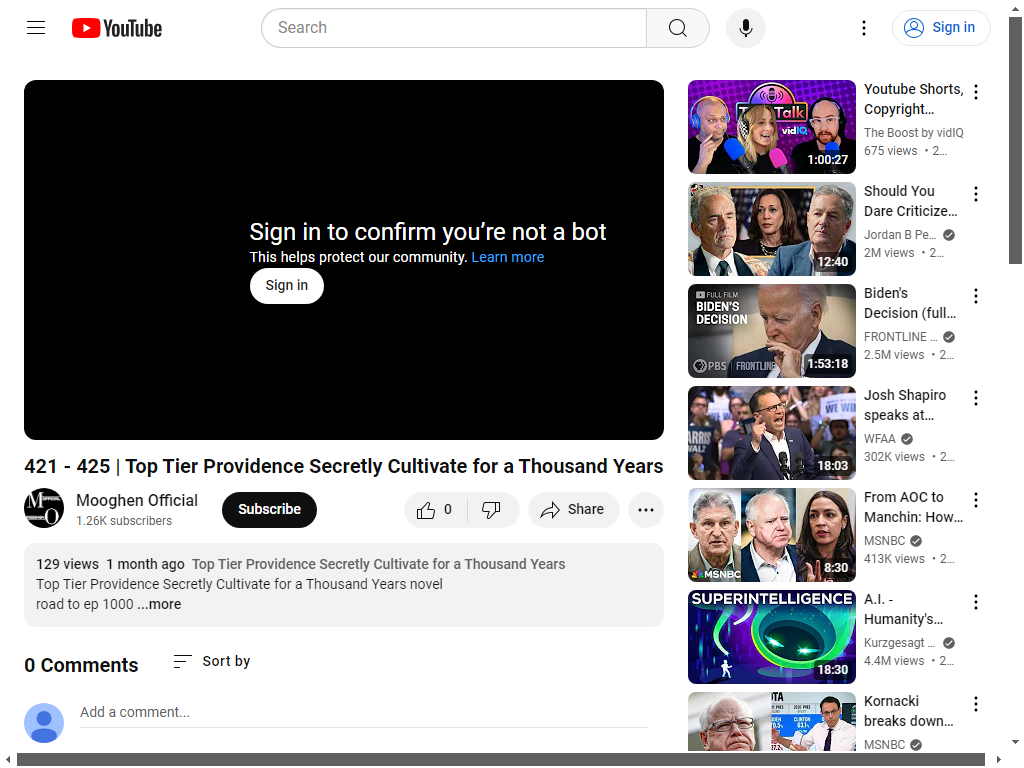 YouTube
Search
Sign in
Sign in to confirm you're not a bot
This helps protect our community. Learn more
Sign in
421 - 425 | Top Tier Providence Secretly Cultivate for a Thousand Years
Mooghen Official
1.26K subscribers
Subscribe
0
Share
129 views 1 month ago Top Tier Providence Secretly Cultivate for a Thousand Years
Top Tier Providence Secretly Cultivate for a Thousand Years novel
road to ep 1000 ...more
0 Comments
Sort by
Add a comment...
Talk
vidIQ
1:00:27
Youtube Shorts,
Copyright…
The Boost by vidIQ
675 views • 2…
12:40
Should You
Dare Criticize…
Jordan B Pe…
2M views • 2…
FULL FILM
BIDEN'S
DECISION
PBS FRONTLINE
1:53:18
Biden's
Decision (full…
FRONTLINE …
2.5M views • 2…
18:03
Josh Shapiro
speaks at…
WFAA
302K views • 2…
MSNBC
8:30
From AOC to
Manchin: How…
MSNBC
413K views • 2…
SUPERINTELLIGENCE
18:30
A.I. -
Humanity's…
Kurzgesagt …
4.4M views • 2…
Kornacki
breaks down…
MSNBC